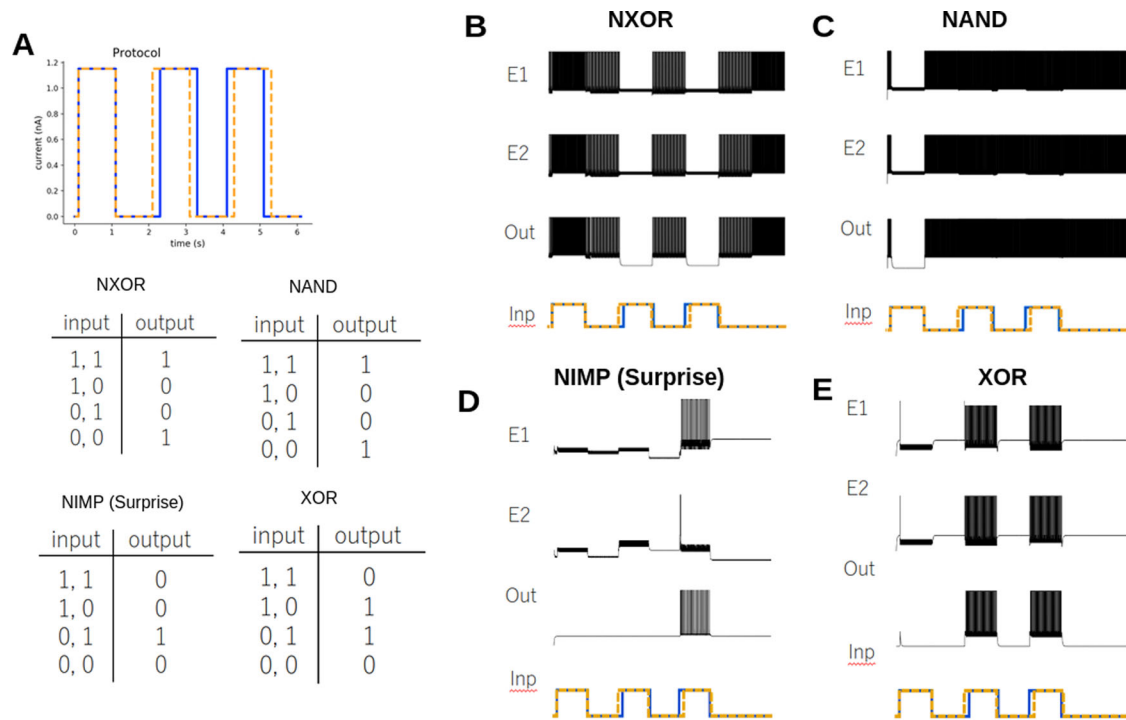 A
Protocol
current (nA)
1.2
1.0
0.8
0.6
0.4
0.2
0.0
0 1 2 3 4 5 6
time (s)
NXOR
input output
1, 1 1
1, 0 0
0, 1 0
0, 0 1
NAND
input output
1, 1 1
1, 0 0
0, 1 0
0, 0 1
NIMP (Surprise)
input output
1, 1 0
1, 0 0
0, 1 1
0, 0 0
XOR
input output
1, 1 0
1, 0 1
0, 1 1
0, 0 0
B
NXOR
E1
E2
Out
Inp
C
NAND
E1
E2
Out
Inp
D
NIMP (Surprise)
E1
E2
Out
Inp
E
XOR
E1
E2
Out
Inp